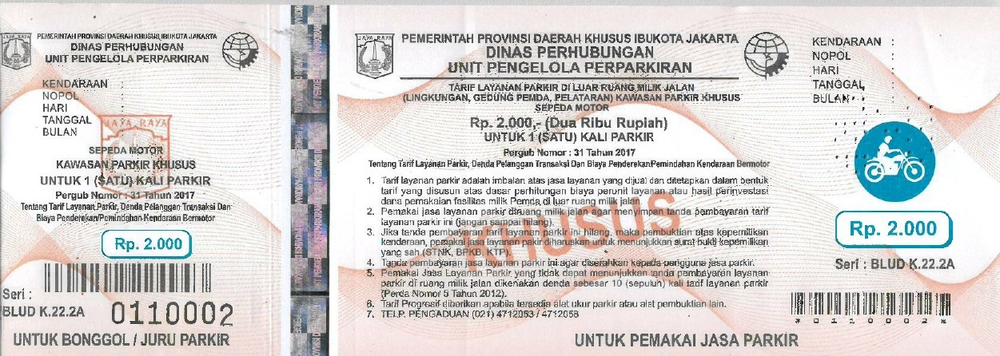 JAYA RAYA
PEMERINTAH PROVINSI DAERAH KHUSUS IBUKOTA JAKARTA
DINAS PERHUBUNGAN
UNIT PENGELOLA PERPARKIRAN
KENDARAAN :
NOPOL :
HARI :
TANGGAL :
BULAN :
JAYA RAYA
SEPEDA MOTOR
KAWASAN PARKIR KHUSUS
UNTUK 1 (SATU) KALI PARKIR
Pergub Nomor : 31 Tahun 2017
Tentang Tarif Layanan Parkir, Denda Pelanggan Transaksi Dan
Biaya Penderekan/Pemindahan Kendaraan Bermotor
Rp. 2.000
Seri :
BLUD K.22.2A
0110002
UNTUK BONGGOL / JURU PARKIR
JAYA RAYA
PEMERINTAH PROVINSI DAERAH KHUSUS IBUKOTA JAKARTA
DINAS PERHUBUNGAN
UNIT PENGELOLA PERPARKIRAN
TARIF LAYANAN PARKIR DI LUAR RUANG MILIK JALAN
(LINGKUNGAN, GEDUNG PEMDA, PELATARAN) KAWASAN PARKIR KHUSUS
SEPEDA MOTOR
Rp. 2.000,- (Dua Ribu Rupiah)
UNTUK 1 (SATU) KALI PARKIR
Pergub Nomor : 31 Tahun 2017
Tentang Tarif Layanan Parkir, Denda Pelanggan Transaksi Dan Biaya Penderekan/Pemindahan Kendaraan Bermotor
1. Tarif layanan parkir adalah imbalan atas jasa layanan yang dijual dan ditetapkan dalam bentuk
tarif yang disusun atas dasar perhitungan biaya perunit layanan atau hasil perinvestasi
dana pemakaian fasilitas milik Pemda di luar ruang milik jalan.
2. Pemakai jasa layanan parkir diruang milik jalan agar menyimpan tanda pembayaran tarif
layanan parkir ini (jangan sampai hilang).
3. Jika tanda pembayaran tarif layanan parkir ini hilang, maka pembuktian atas kepemilikan
kenderaan, pemakai jasa layanan pakir diharuskan untuk menunjukkan surat bukti kepemilikan
yang sah (STNK, BPKB, KTP).
4. Tanda pembayaran jasa layanan parkir ini agar diserahkan kepada pengguna jasa parkir.
5. Pemakai Jasa Layanan Parkir yang tidak dapat menunjukkan tanda pembayaran layanan
parkir di ruang milik jalan dikenakan denda sebesar 10 (sepuluh) kali tarif layanan parkir
(Perda Nomor 5 Tahun 2012).
6. Tarif Progresif diberikan apabila tersedia alat ukur parkir atau alat pembuktian lain.
7. TELP. PENGADUAN (021) 4712053 / 4712058
KHUSUS
UNTUK PEMAKAI JASA PARKIR
KENDARAAN :
NOPOL :
HARI :
TANGGAL :
BULAN :
Rp. 2.000
Seri : BLUD K.22.2A
*0110002*